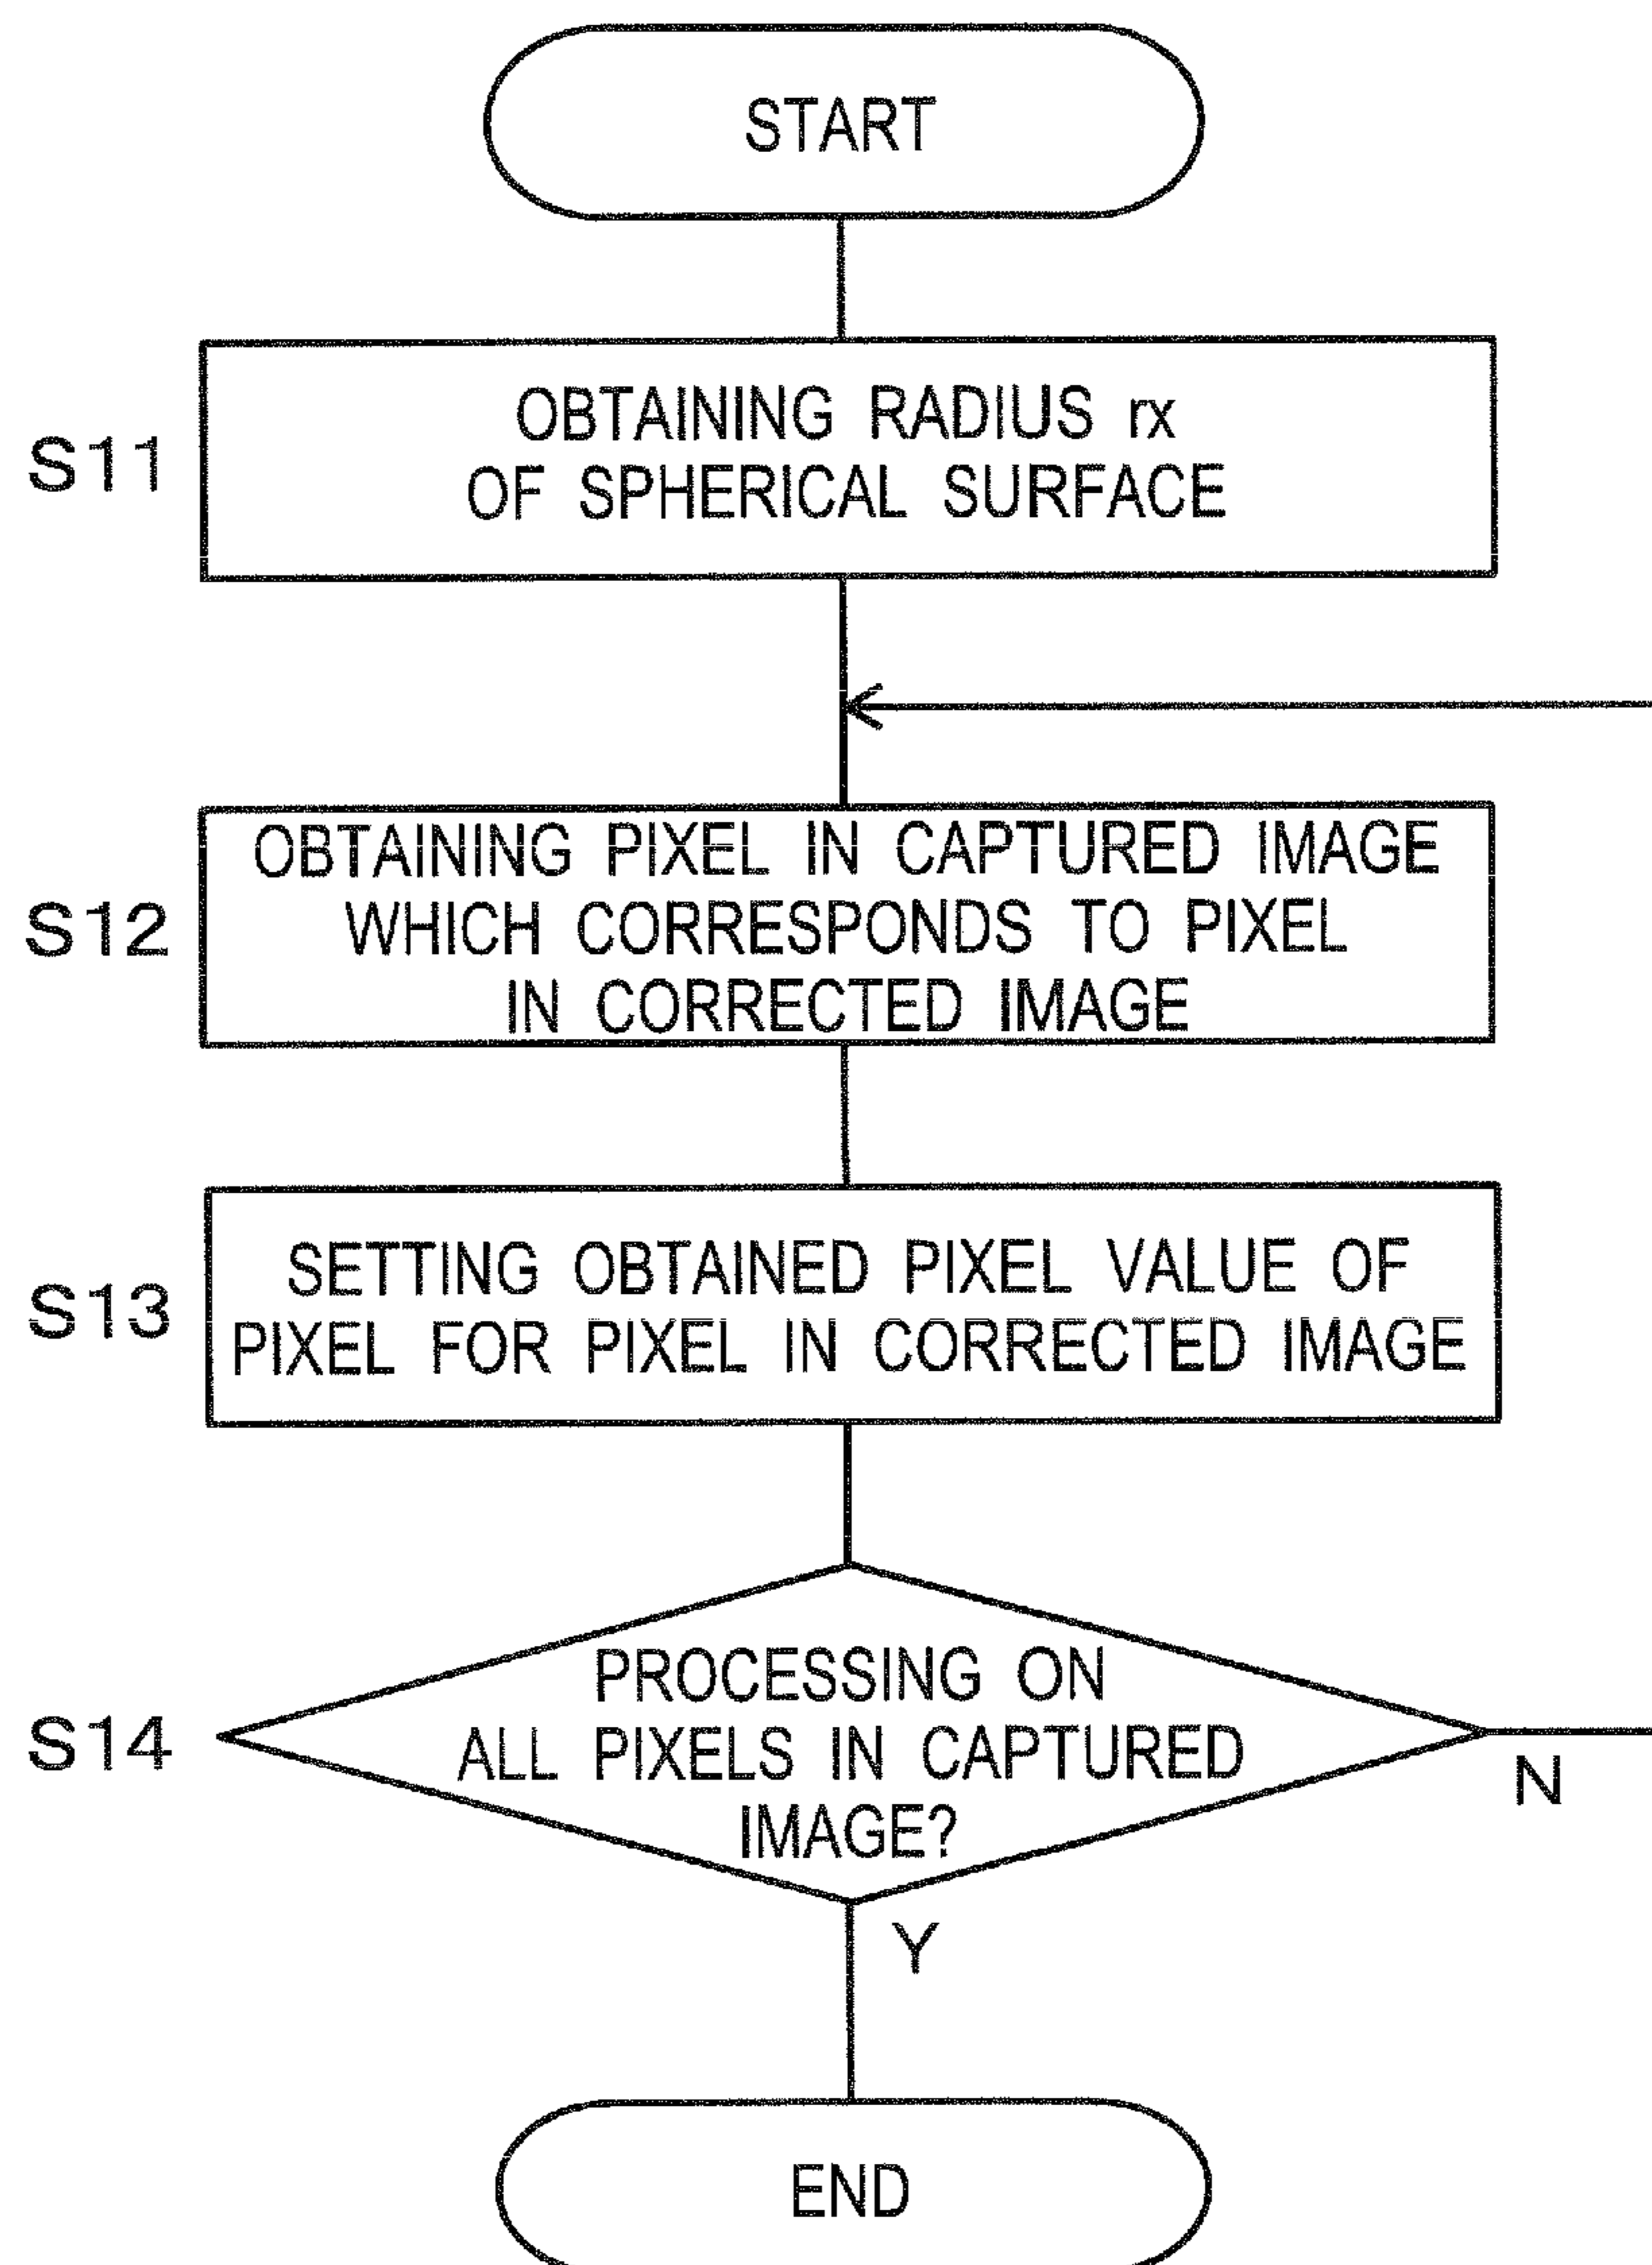 START
S11
OBTAINING RADIUS rx
OF SPHERICAL SURFACE
S12
OBTAINING PIXEL IN CAPTURED IMAGE
WHICH CORRESPONDS TO PIXEL
IN CORRECTED IMAGE
S13
SETTING OBTAINED PIXEL VALUE OF
PIXEL FOR PIXEL IN CORRECTED IMAGE
S14
PROCESSING ON
ALL PIXELS IN CAPTURED
IMAGE?
N
Y
END